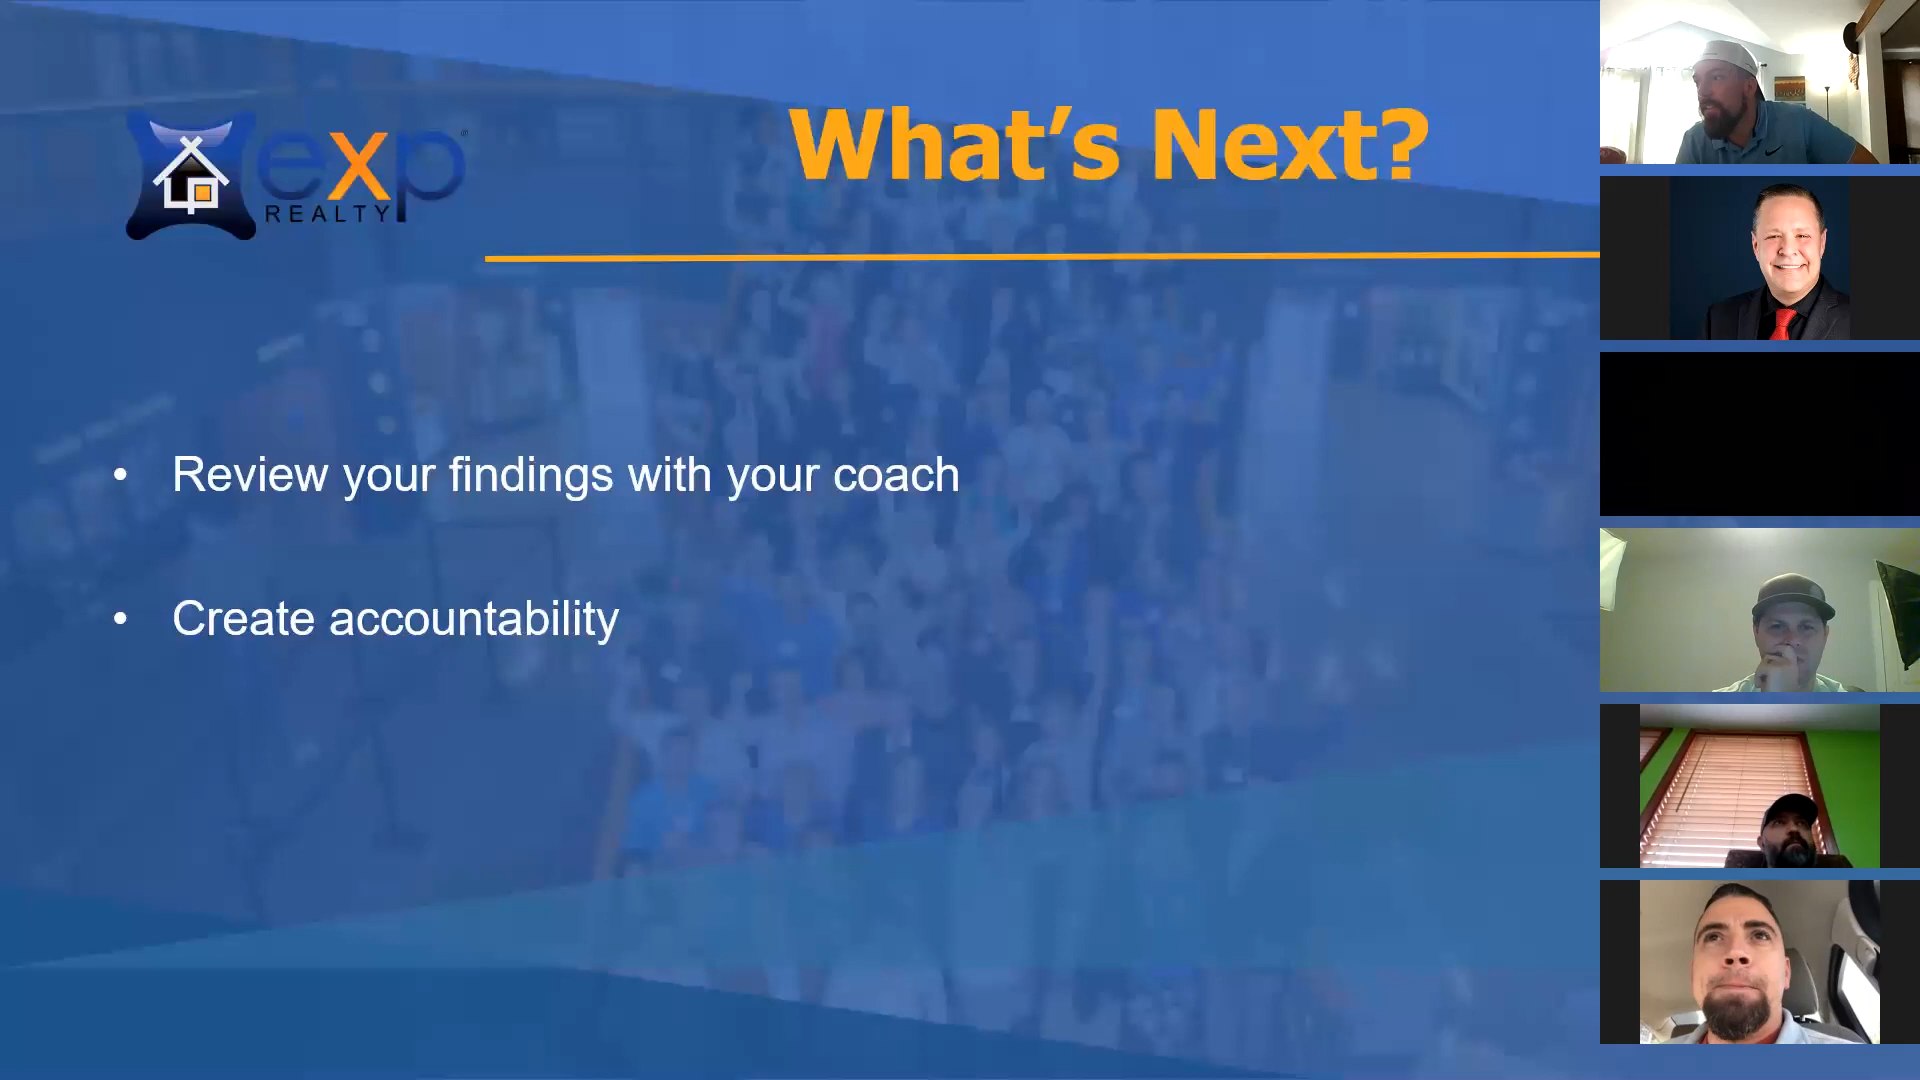 exp
REALTY
What's Next?
• Review your findings with your coach
• Create accountability